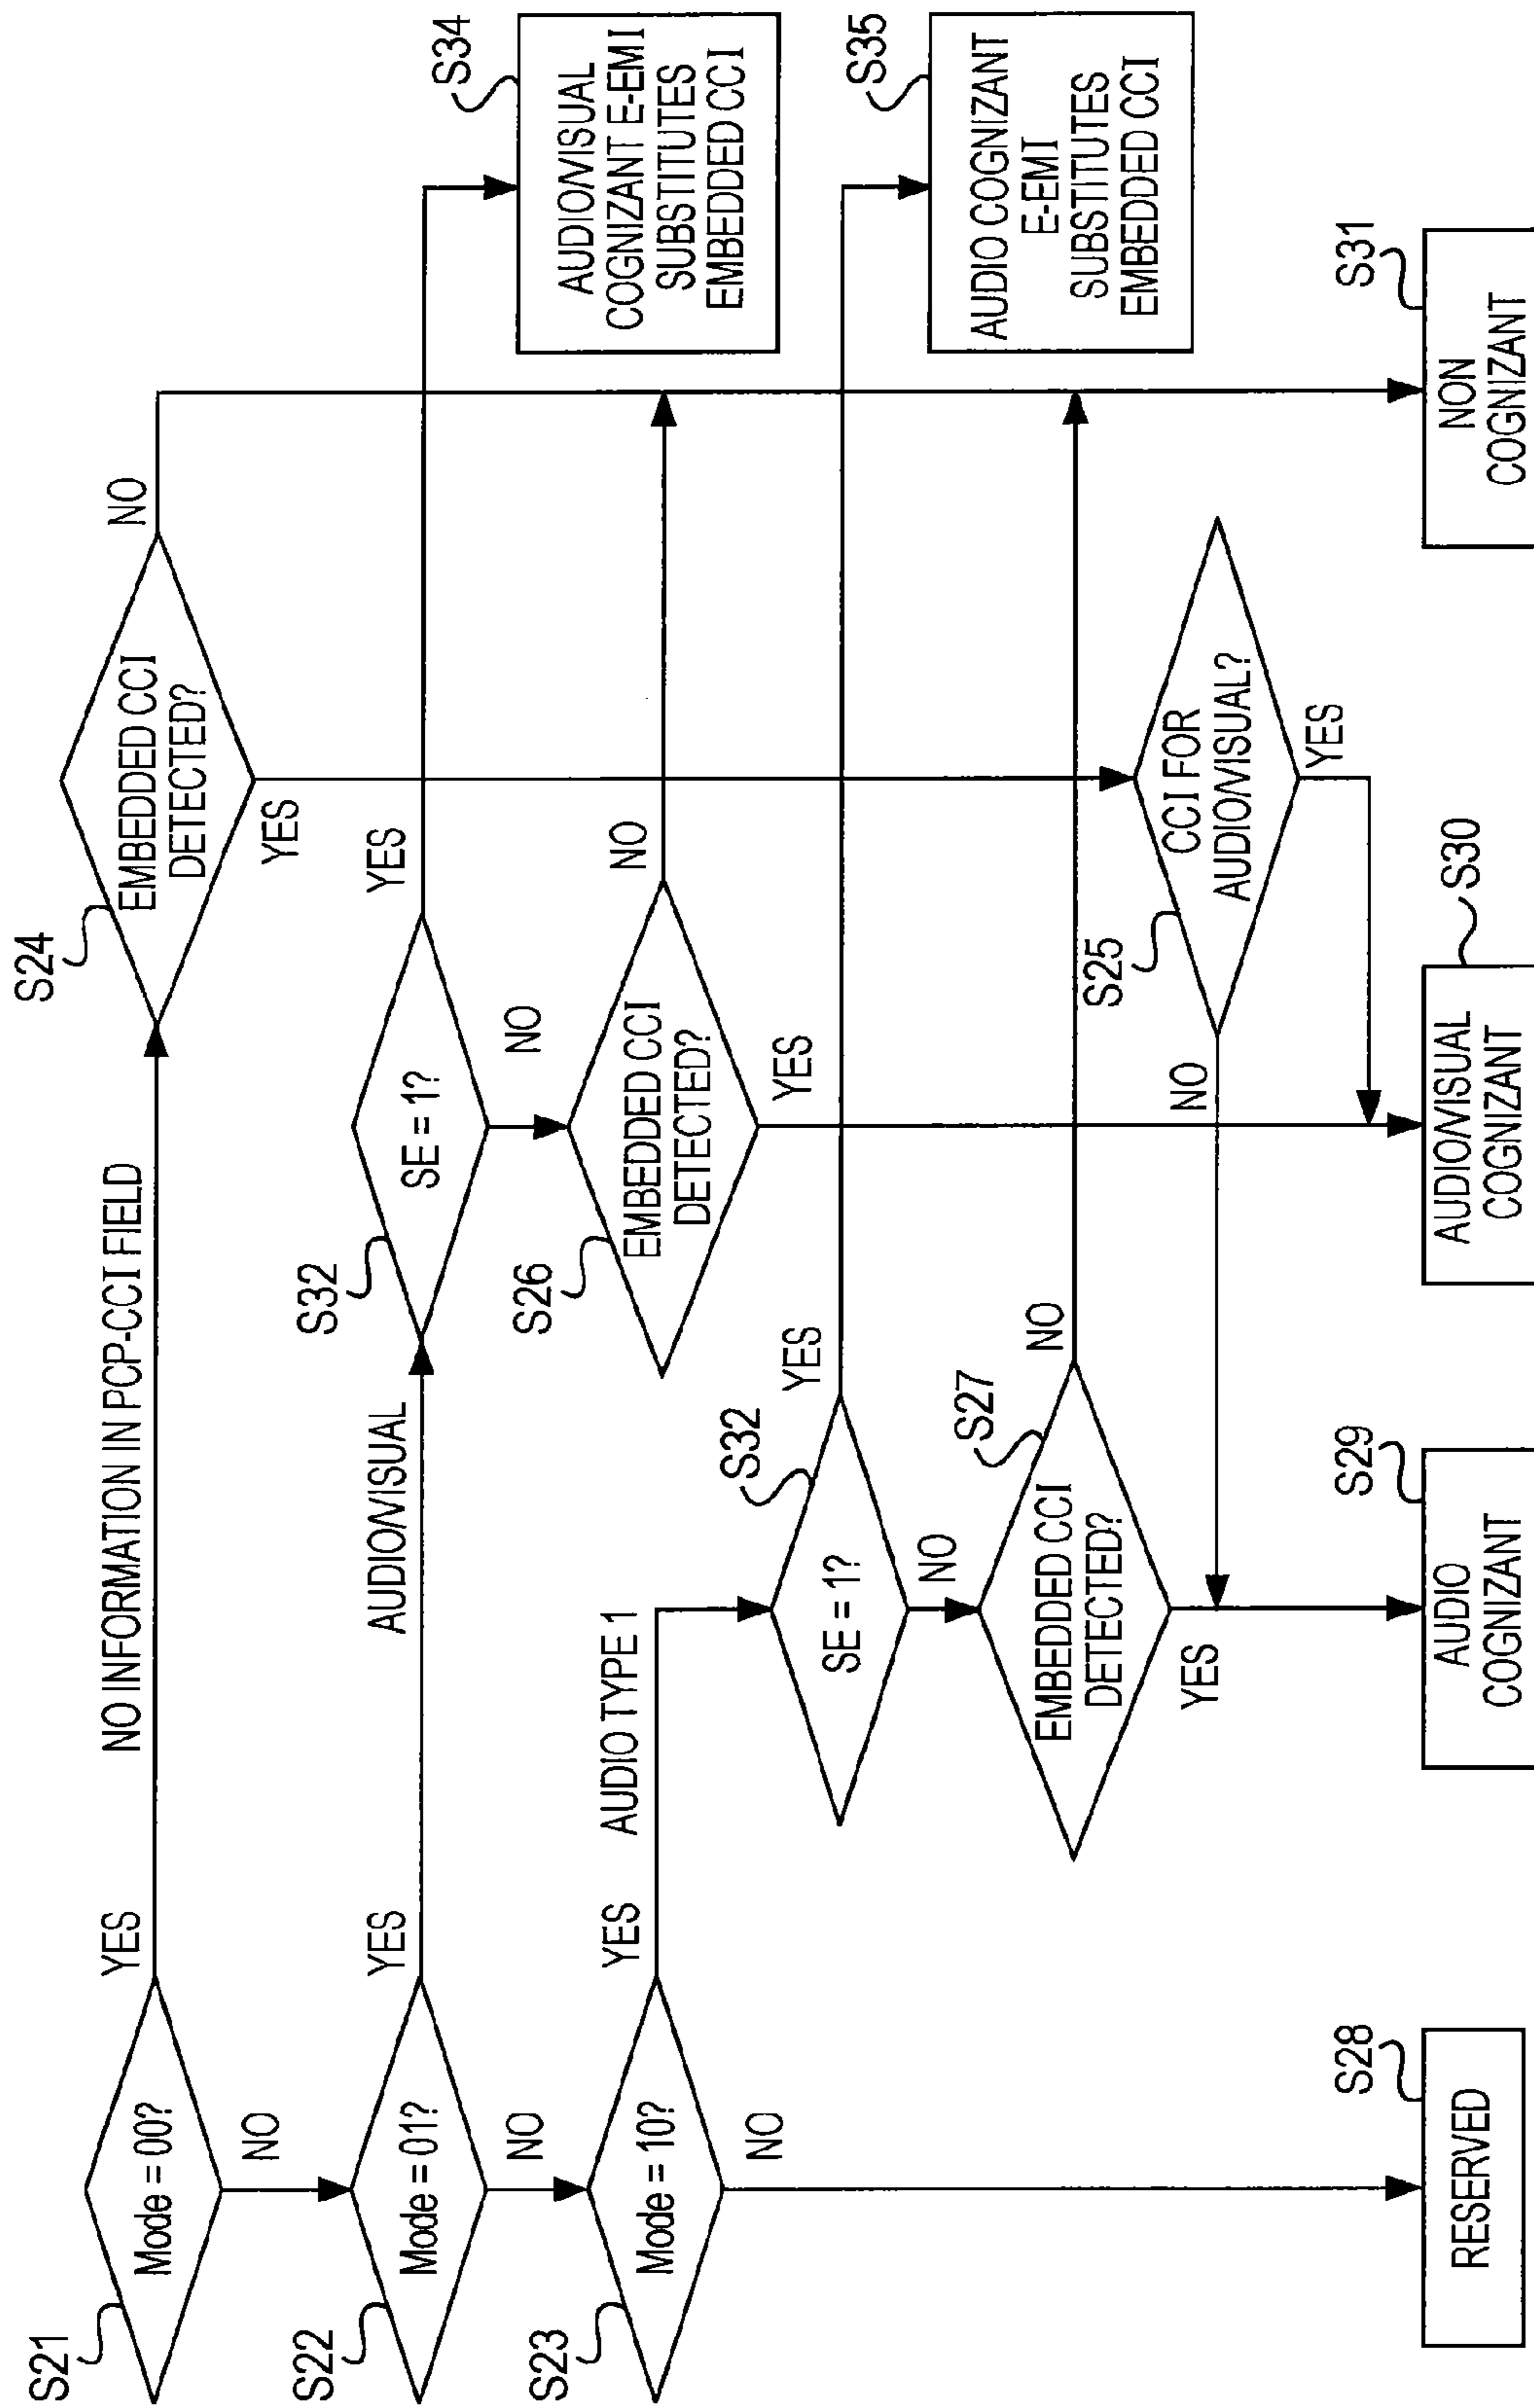 S21
Mode = 00?
YES
NO
NO INFORMATION IN PCP-CCI FIELD
S24
EMBEDDED CCI
DETECTED?
NO
YES
S22
Mode = 01?
YES
NO
AUDIO/VISUAL
S32
SE = 1?
YES
NO
S34
AUDIO/VISUAL
COGNIZANT E-EMI
SUBSTITUTES
EMBEDDED CCI
S26
EMBEDDED CCI
DETECTED?
NO
YES
S23
Mode = 10?
YES
NO
AUDIO TYPE 1
S32
SE = 1?
YES
NO
S35
AUDIO COGNIZANT
E-EMI
SUBSTITUTES
EMBEDDED CCI
S27
EMBEDDED CCI
DETECTED?
NO
YES
S25
CCI FOR
AUDIO/VISUAL?
NO
YES
S28
RESERVED
S29
AUDIO
COGNIZANT
S30
AUDIO/VISUAL
COGNIZANT
S31
NON
COGNIZANT